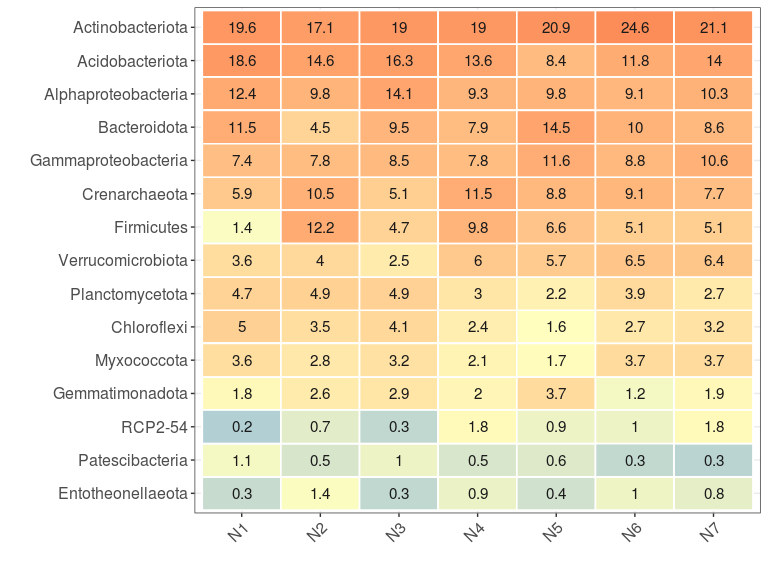 Actinobacteriota 19.6 17.1 19 19 20.9 24.6 21.1
Acidobacteriota 18.6 14.6 16.3 13.6 8.4 11.8 14
Alphaproteobacteria 12.4 9.8 14.1 9.3 9.8 9.1 10.3
Bacteroidota 11.5 4.5 9.5 7.9 14.5 10 8.6
Gammaproteobacteria 7.4 7.8 8.5 7.8 11.6 8.8 10.6
Crenarchaeota 5.9 10.5 5.1 11.5 8.8 9.1 7.7
Firmicutes 1.4 12.2 4.7 9.8 6.6 5.1 5.1
Verrucomicrobiota 3.6 4 2.5 6 5.7 6.5 6.4
Planctomycetota 4.7 4.9 4.9 3 2.2 3.9 2.7
Chloroflexi 5 3.5 4.1 2.4 1.6 2.7 3.2
Myxococcota 3.6 2.8 3.2 2.1 1.7 3.7 3.7
Gemmatimonadota 1.8 2.6 2.9 2 3.7 1.2 1.9
RCP2-54 0.2 0.7 0.3 1.8 0.9 1 1.8
Patescibacteria 1.1 0.5 1 0.5 0.6 0.3 0.3
Entotheonellaeota 0.3 1.4 0.3 0.9 0.4 1 0.8
N1 N2 N3 N4 N5 N6 N7